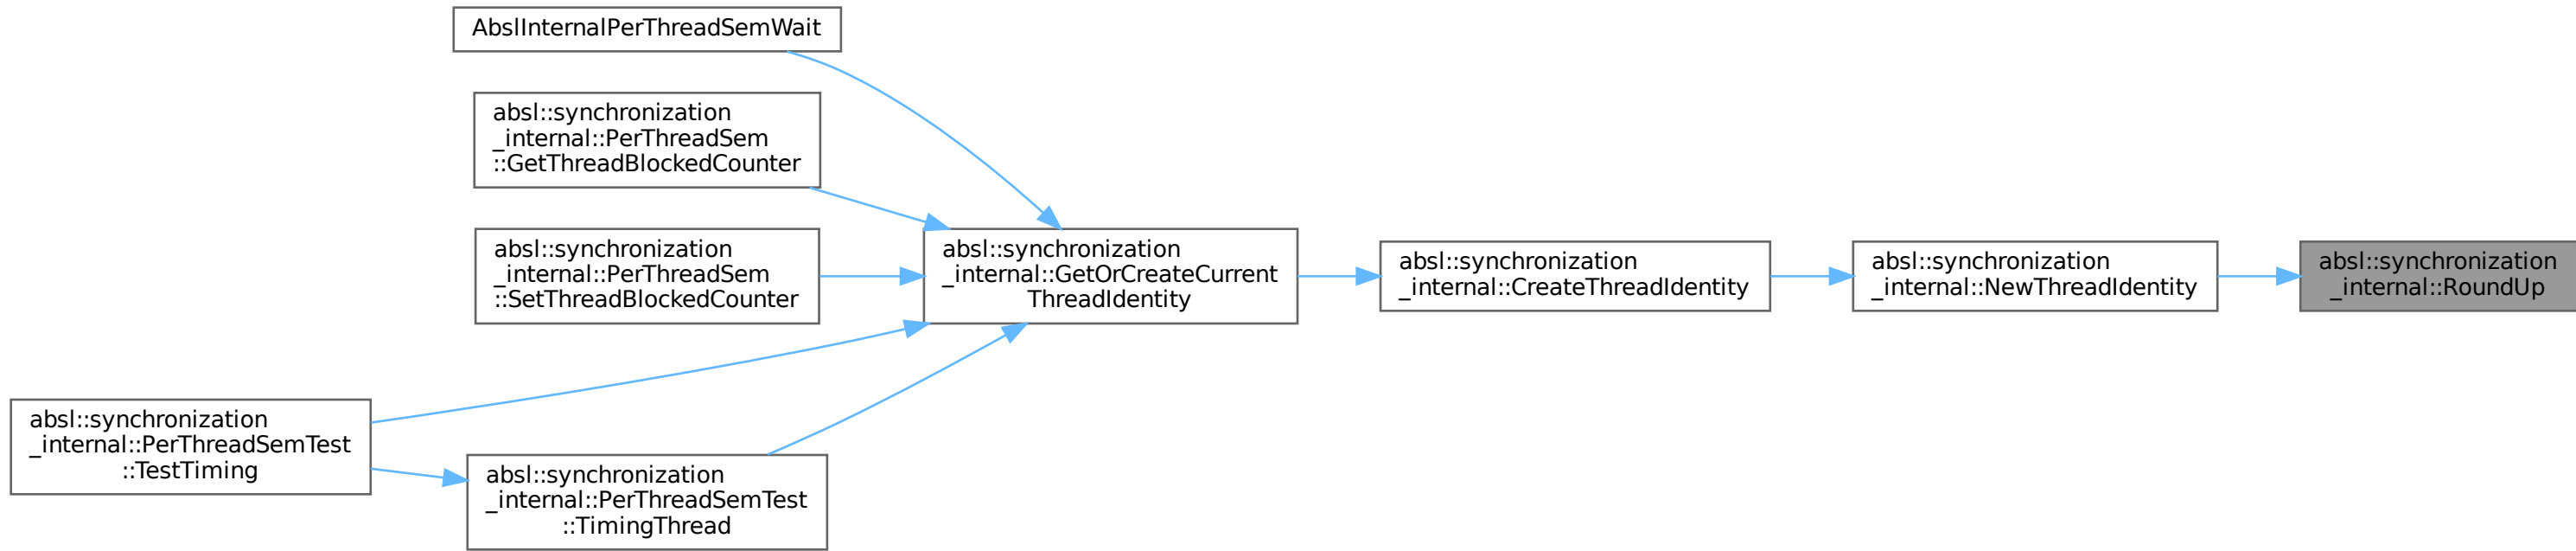 AbslInternalPerThreadSemWait
absl::synchronization
_internal::PerThreadSem
::GetThreadBlockedCounter
absl::synchronization
_internal::PerThreadSem
::SetThreadBlockedCounter
absl::synchronization
_internal::GetOrCreateCurrent
ThreadIdentity
absl::synchronization
_internal::CreateThreadIdentity
absl::synchronization
_internal::NewThreadIdentity
absl::synchronization
_internal::RoundUp
absl::synchronization
_internal::PerThreadSemTest
::TestTiming
absl::synchronization
_internal::PerThreadSemTest
::TimingThread